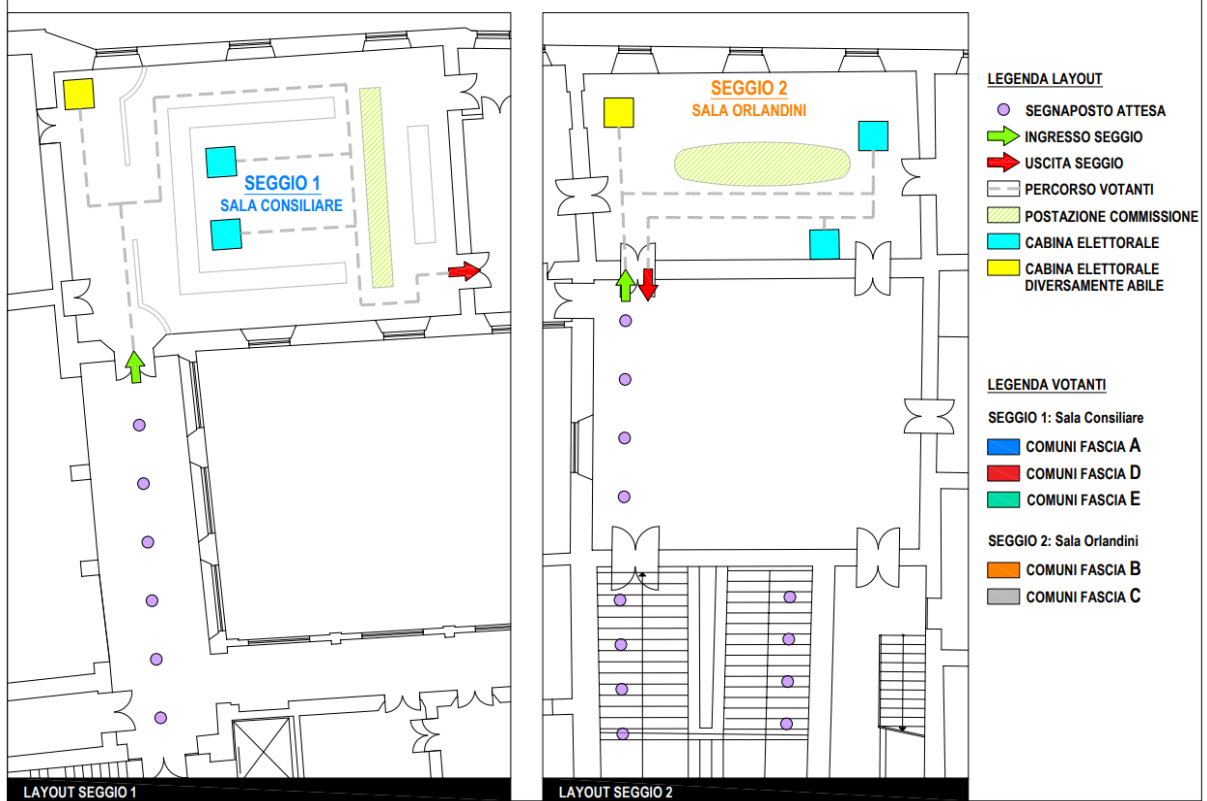 SEGGIO 1
SALA CONSILIARE
LAYOUT SEGGIO 1
SEGGIO 2
SALA ORLANDINI
LAYOUT SEGGIO 2
LEGENDA LAYOUT
SEGNAPOSTO ATTESA
INGRESSO SEGGIO
USCITA SEGGIO
PERCORSO VOTANTI
POSTAZIONE COMMISSIONE
CABINA ELETTORALE
CABINA ELETTORALE
DIVERSAMENTE ABILE
LEGENDA VOTANTI
SEGGIO 1: Sala Consiliare
COMUNI FASCIA A
COMUNI FASCIA D
COMUNI FASCIA E
SEGGIO 2: Sala Orlandini
COMUNI FASCIA B
COMUNI FASCIA C